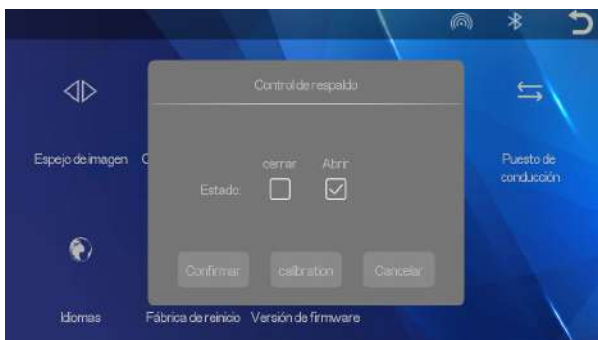 Control de respaldo
Espejo de imagen
Puesto de
conducción
cerrar Abrir
Estado:
Confirmar calibration Cancelar
Idiomas Fábrica de reinicio Versión de firmware